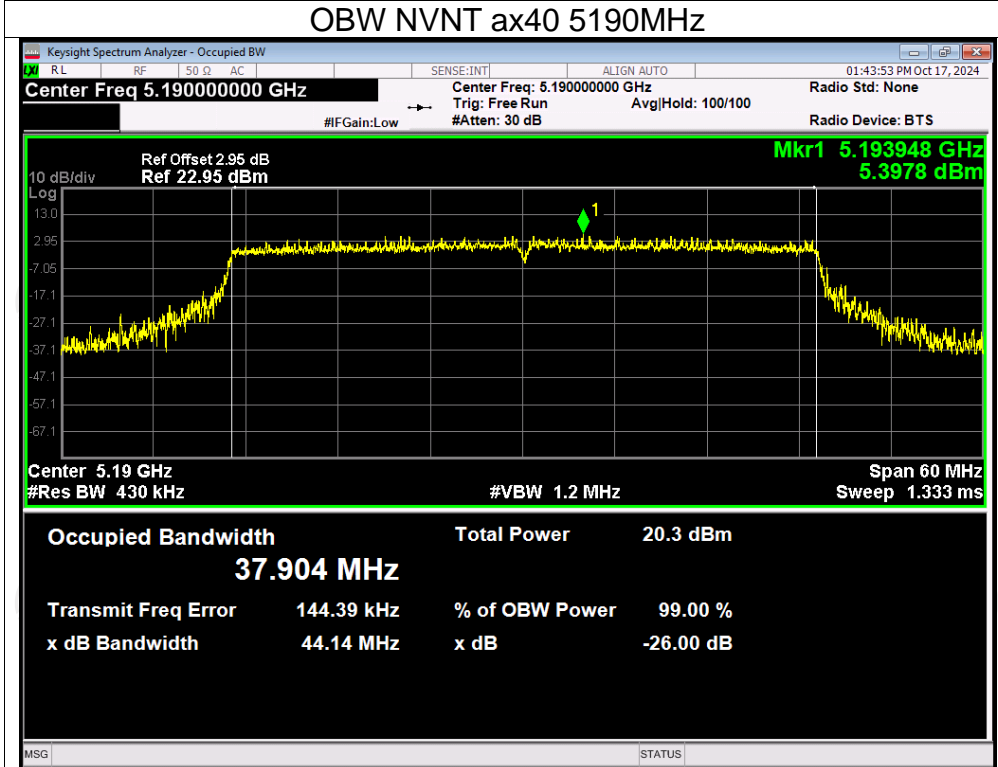 OBW NVNT ax40 5190MHz
Keysight Spectrum Analyzer - Occupied BW
LXI RL RF 50 Ω AC SENSE:INT ALIGN AUTO 01:43:53 PM Oct 17, 2024
Center Freq 5.190000000 GHz
Center Freq: 5.190000000 GHz
Radio Std: None
Trig: Free Run Avg|Hold: 100/100
#IFGain:Low #Atten: 30 dB Radio Device: BTS
Mkr1 5.193948 GHz
5.3978 dBm
Ref Offset 2.95 dB
10 dB/div Ref 22.95 dBm
Log
13.0
1
2.95
-7.05
-17.1
-27.1
-37.1
-47.1
-57.1
-67.1
Center 5.19 GHz Span 60 MHz
#Res BW 430 kHz #VBW 1.2 MHz Sweep 1.333 ms
Occupied Bandwidth Total Power 20.3 dBm
37.904 MHz
Transmit Freq Error 144.39 kHz % of OBW Power 99.00 %
x dB Bandwidth 44.14 MHz x dB -26.00 dB
MSG STATUS